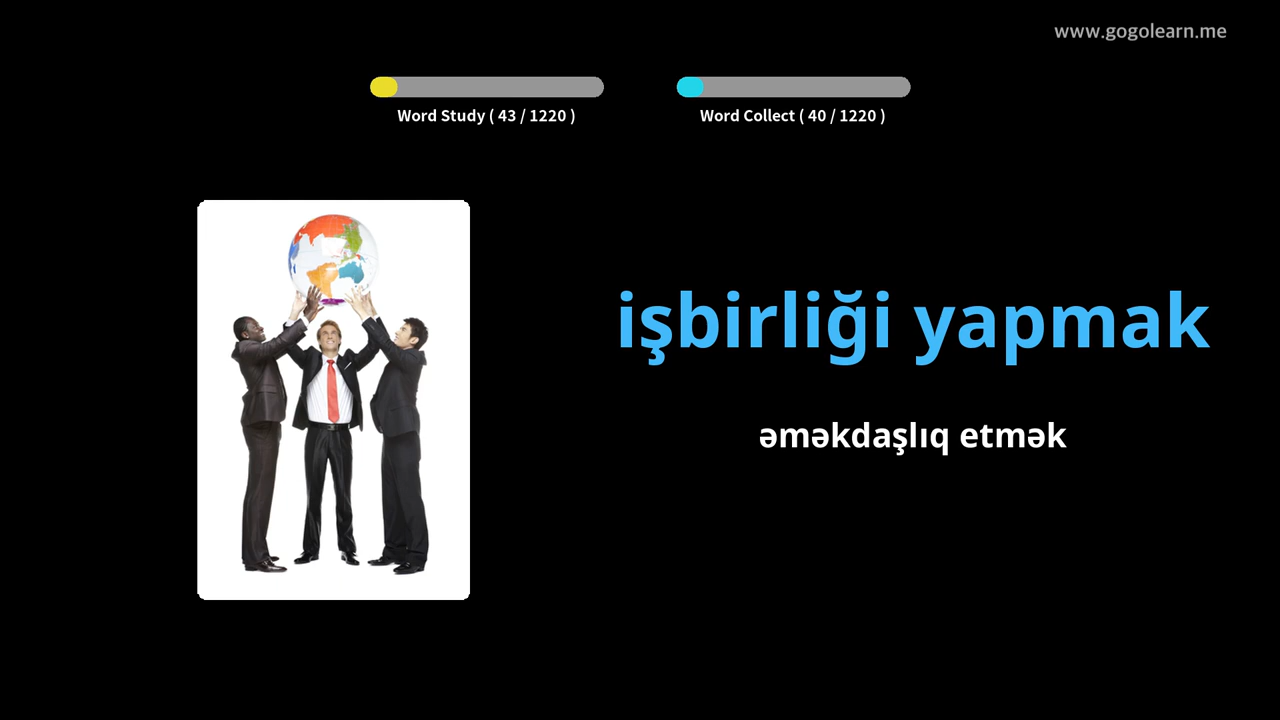 www.gogolearn.me
Word Study ( 43 / 1220 )
Word Collect ( 40 / 1220 )
işbirliği yapmak
əməkdaşlıq etmək